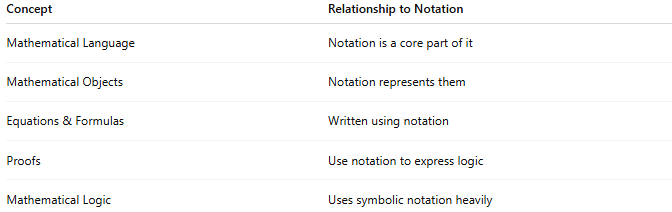 Concept Relationship to Notation
Mathematical Language Notation is a core part of it
Mathematical Objects Notation represents them
Equations & Formulas Written using notation
Proofs Use notation to express logic
Mathematical Logic Uses symbolic notation heavily